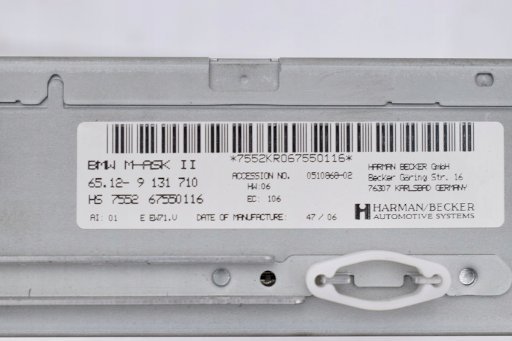 *7552KR067550116*
BMW M-ASK II
65.12- 9 131 710
HS 7552 67550116
AI: 01 E EW71.V DATE OF MANUFACTURE: 47 / 06
ACCESSION NO. 0510868-02
HW:06
EC: 106
HARMAN BECKER GmbH
Becker Göring Str. 16
76307 KARLSBAD GERMANY
HARMAN/BECKER
AUTOMOTIVE SYSTEMS